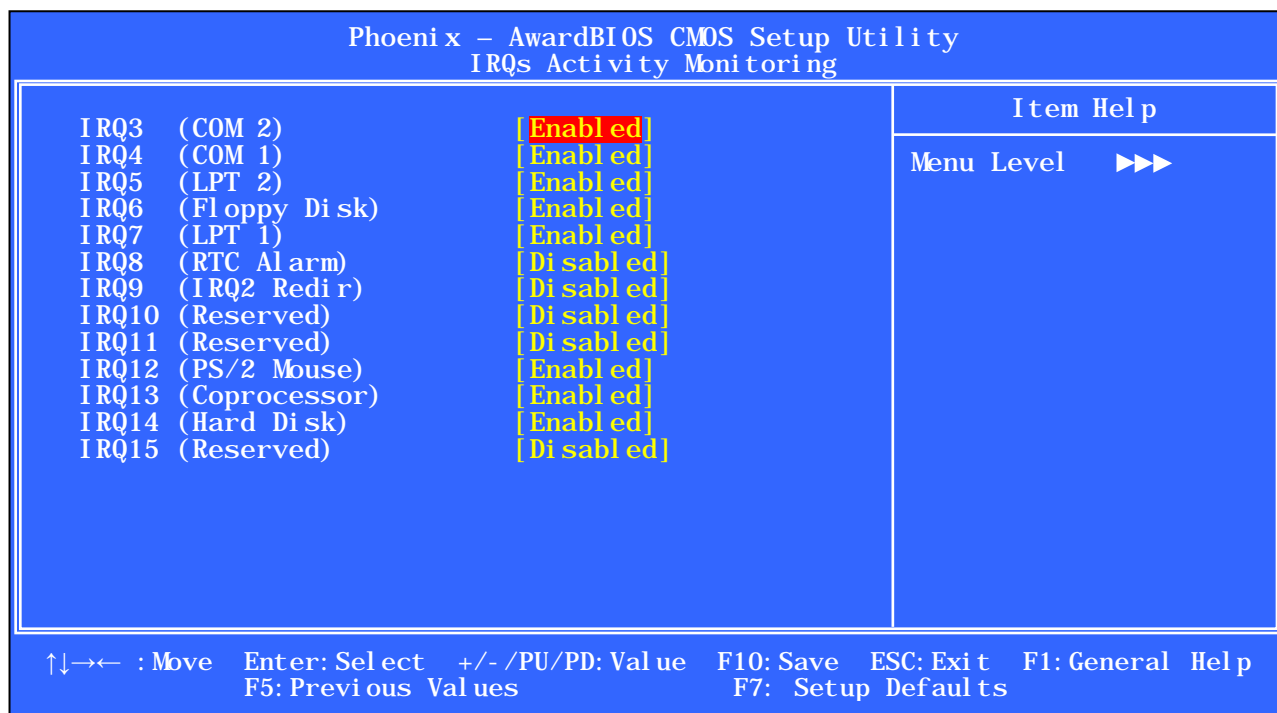 Phoenix – AwardBIOS CMOS Setup Utility
IRQs Activity Monitoring
IRQ3 (COM 2) [Enabled]
IRQ4 (COM 1) [Enabled]
IRQ5 (LPT 2) [Enabled]
IRQ6 (Floppy Disk) [Enabled]
IRQ7 (LPT 1) [Enabled]
IRQ8 (RTC Alarm) [Disabled]
IRQ9 (IRQ2 Redir) [Disabled]
IRQ10 (Reserved) [Disabled]
IRQ11 (Reserved) [Disabled]
IRQ12 (PS/2 Mouse) [Enabled]
IRQ13 (Coprocessor) [Enabled]
IRQ14 (Hard Disk) [Enabled]
IRQ15 (Reserved) [Disabled]
Item Help
Menu Level ►►►
↑↓→← :Move Enter:Select +/-/PU/PD:Value F10:Save ESC:Exit F1:General Help
F5:Previous Values F7: Setup Defaults